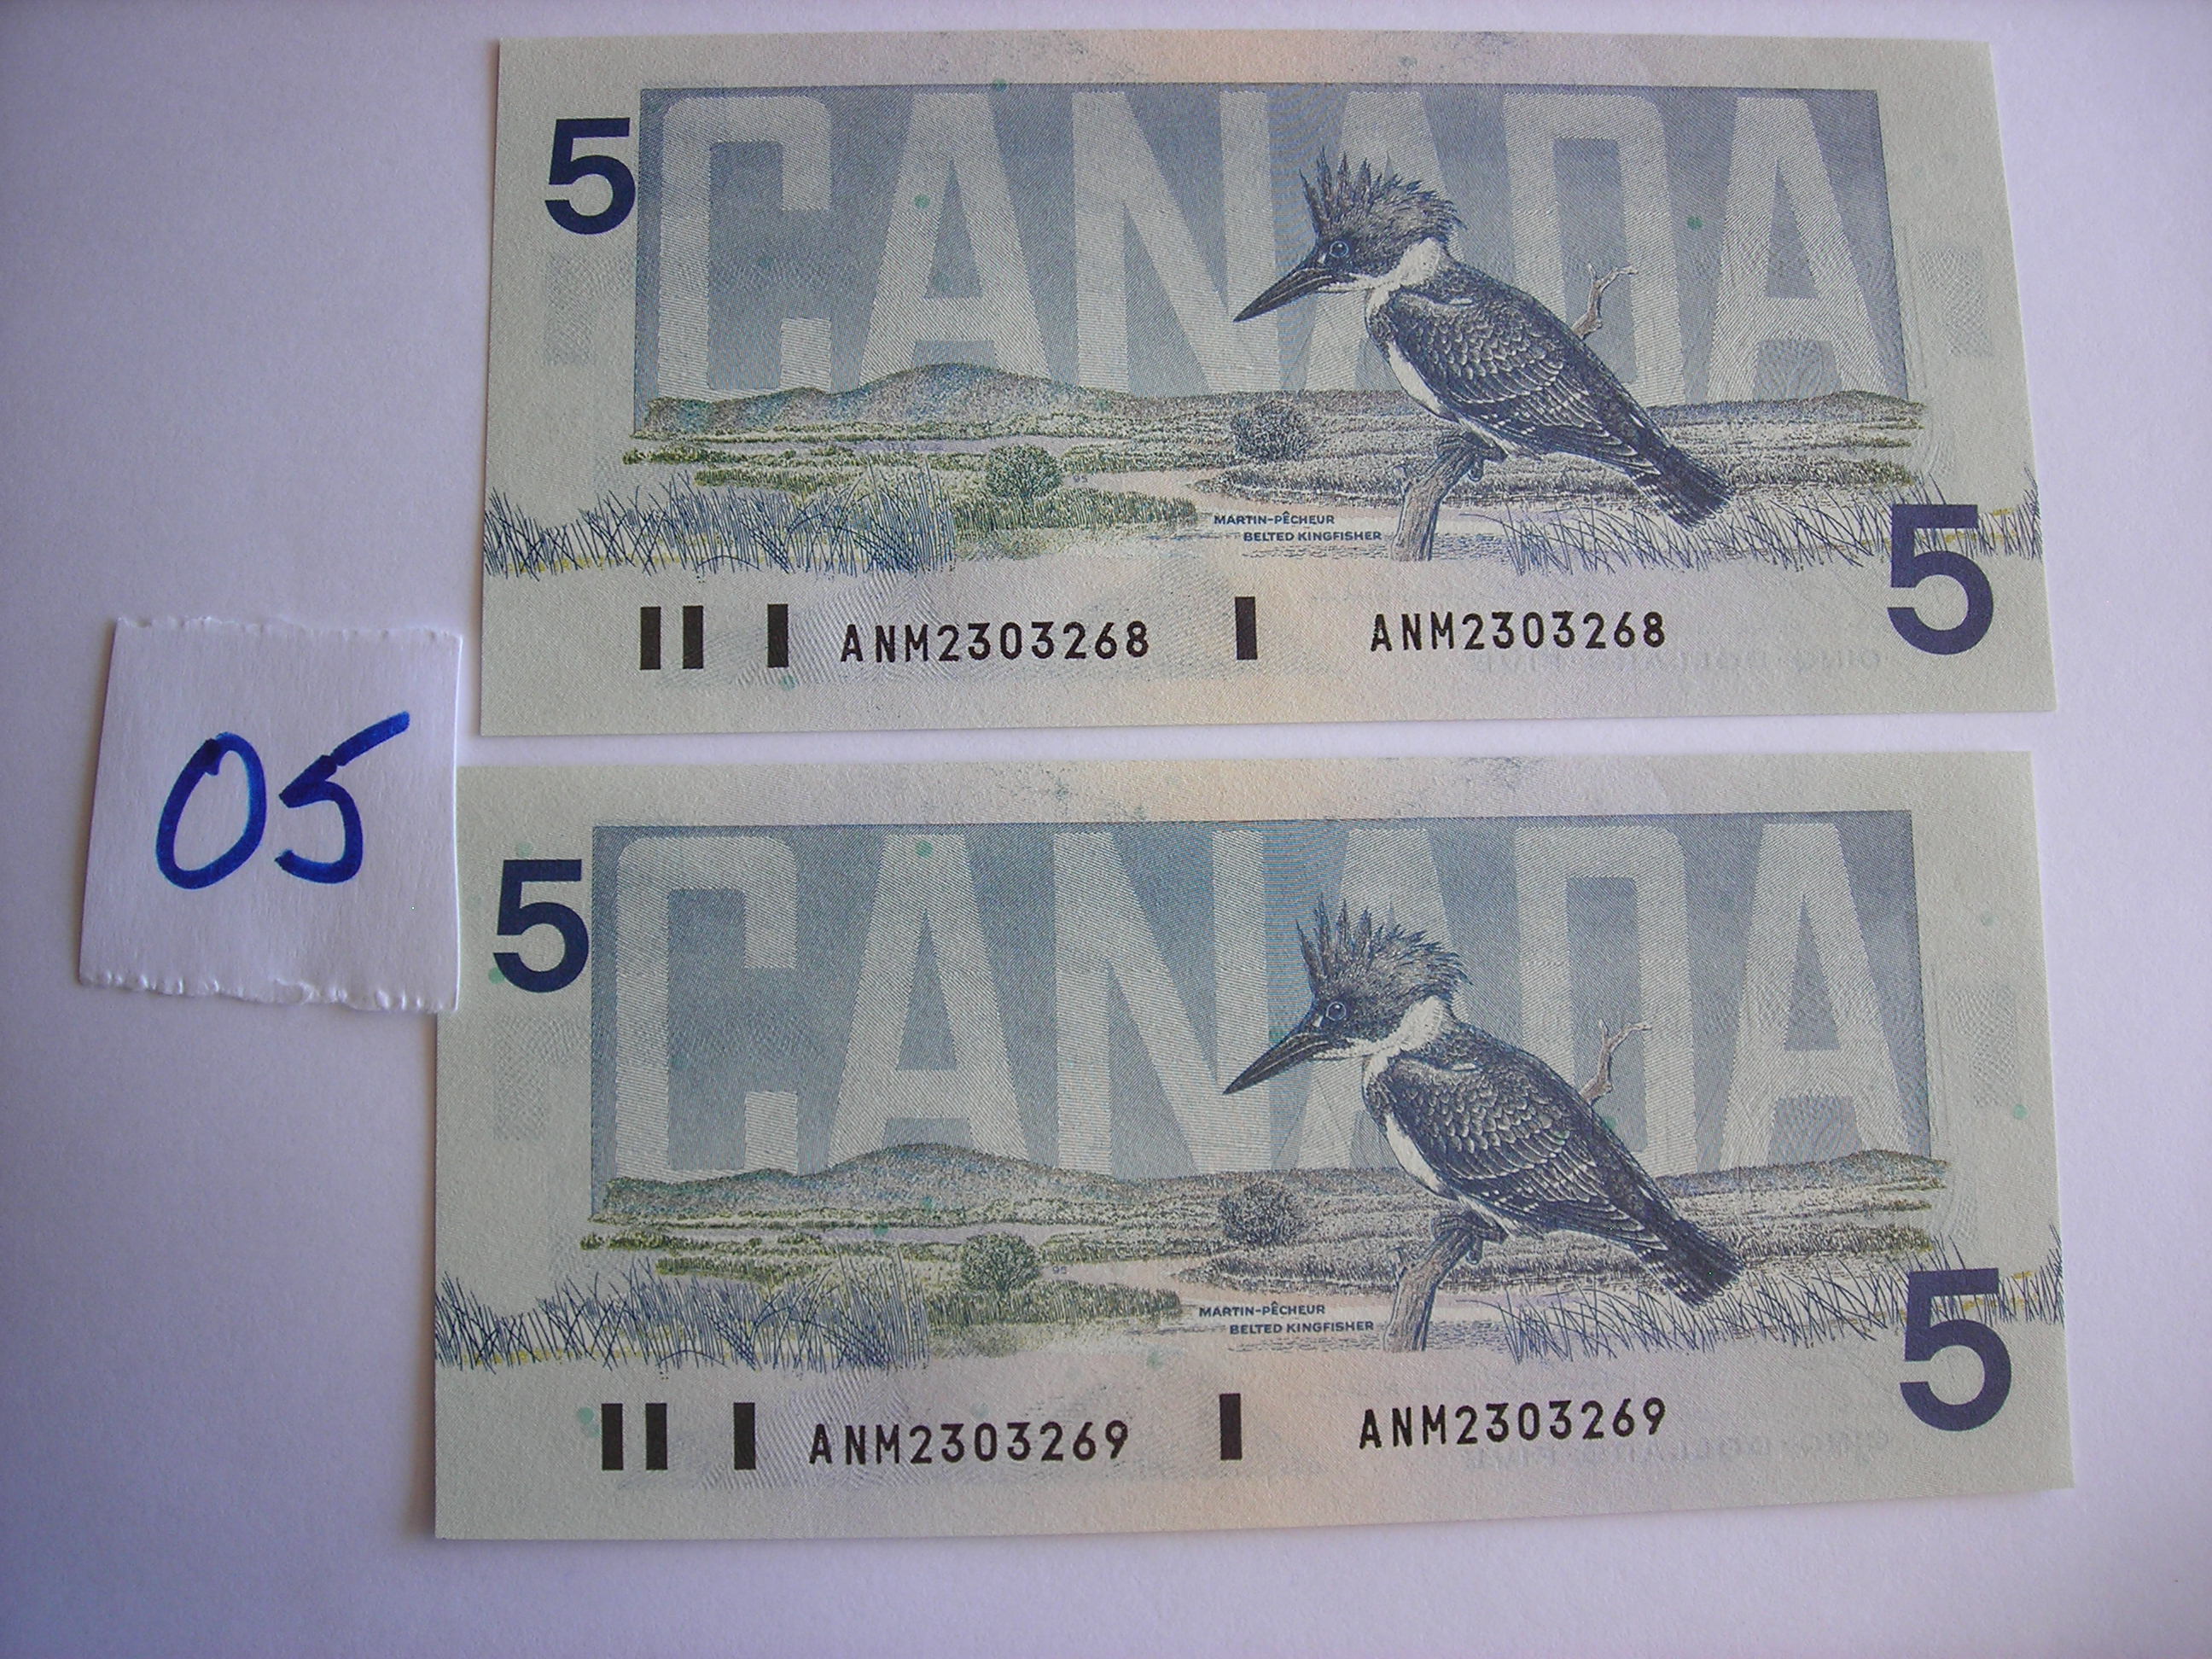 5
CANADA
95
MARTIN-PÊCHEUR
BELTED KINGFISHER
5
ANM2303268 ANM2303268
05
5
CANADA
MARTIN-PÊCHEUR
BELTED KINGFISHER
5
ANM2303269 ANM2303269